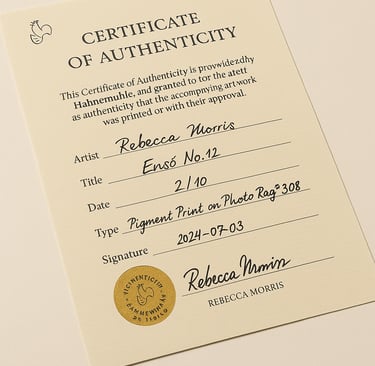 CERTIFICATE
OF AUTHENTICITY
This Certificate of Authenticity is prowidezdhy
Hahnemuhle, and granted to tor the atett
as authenticity that the accompnying artwork
was printed or with their approval.
Artist Rebecca Morris
Title Ensó No.12
Date 2/10
Type Pigment Print on Photo Rag® 308
Signature 2024-07-03
Rebecca
REBECCA MORRIS